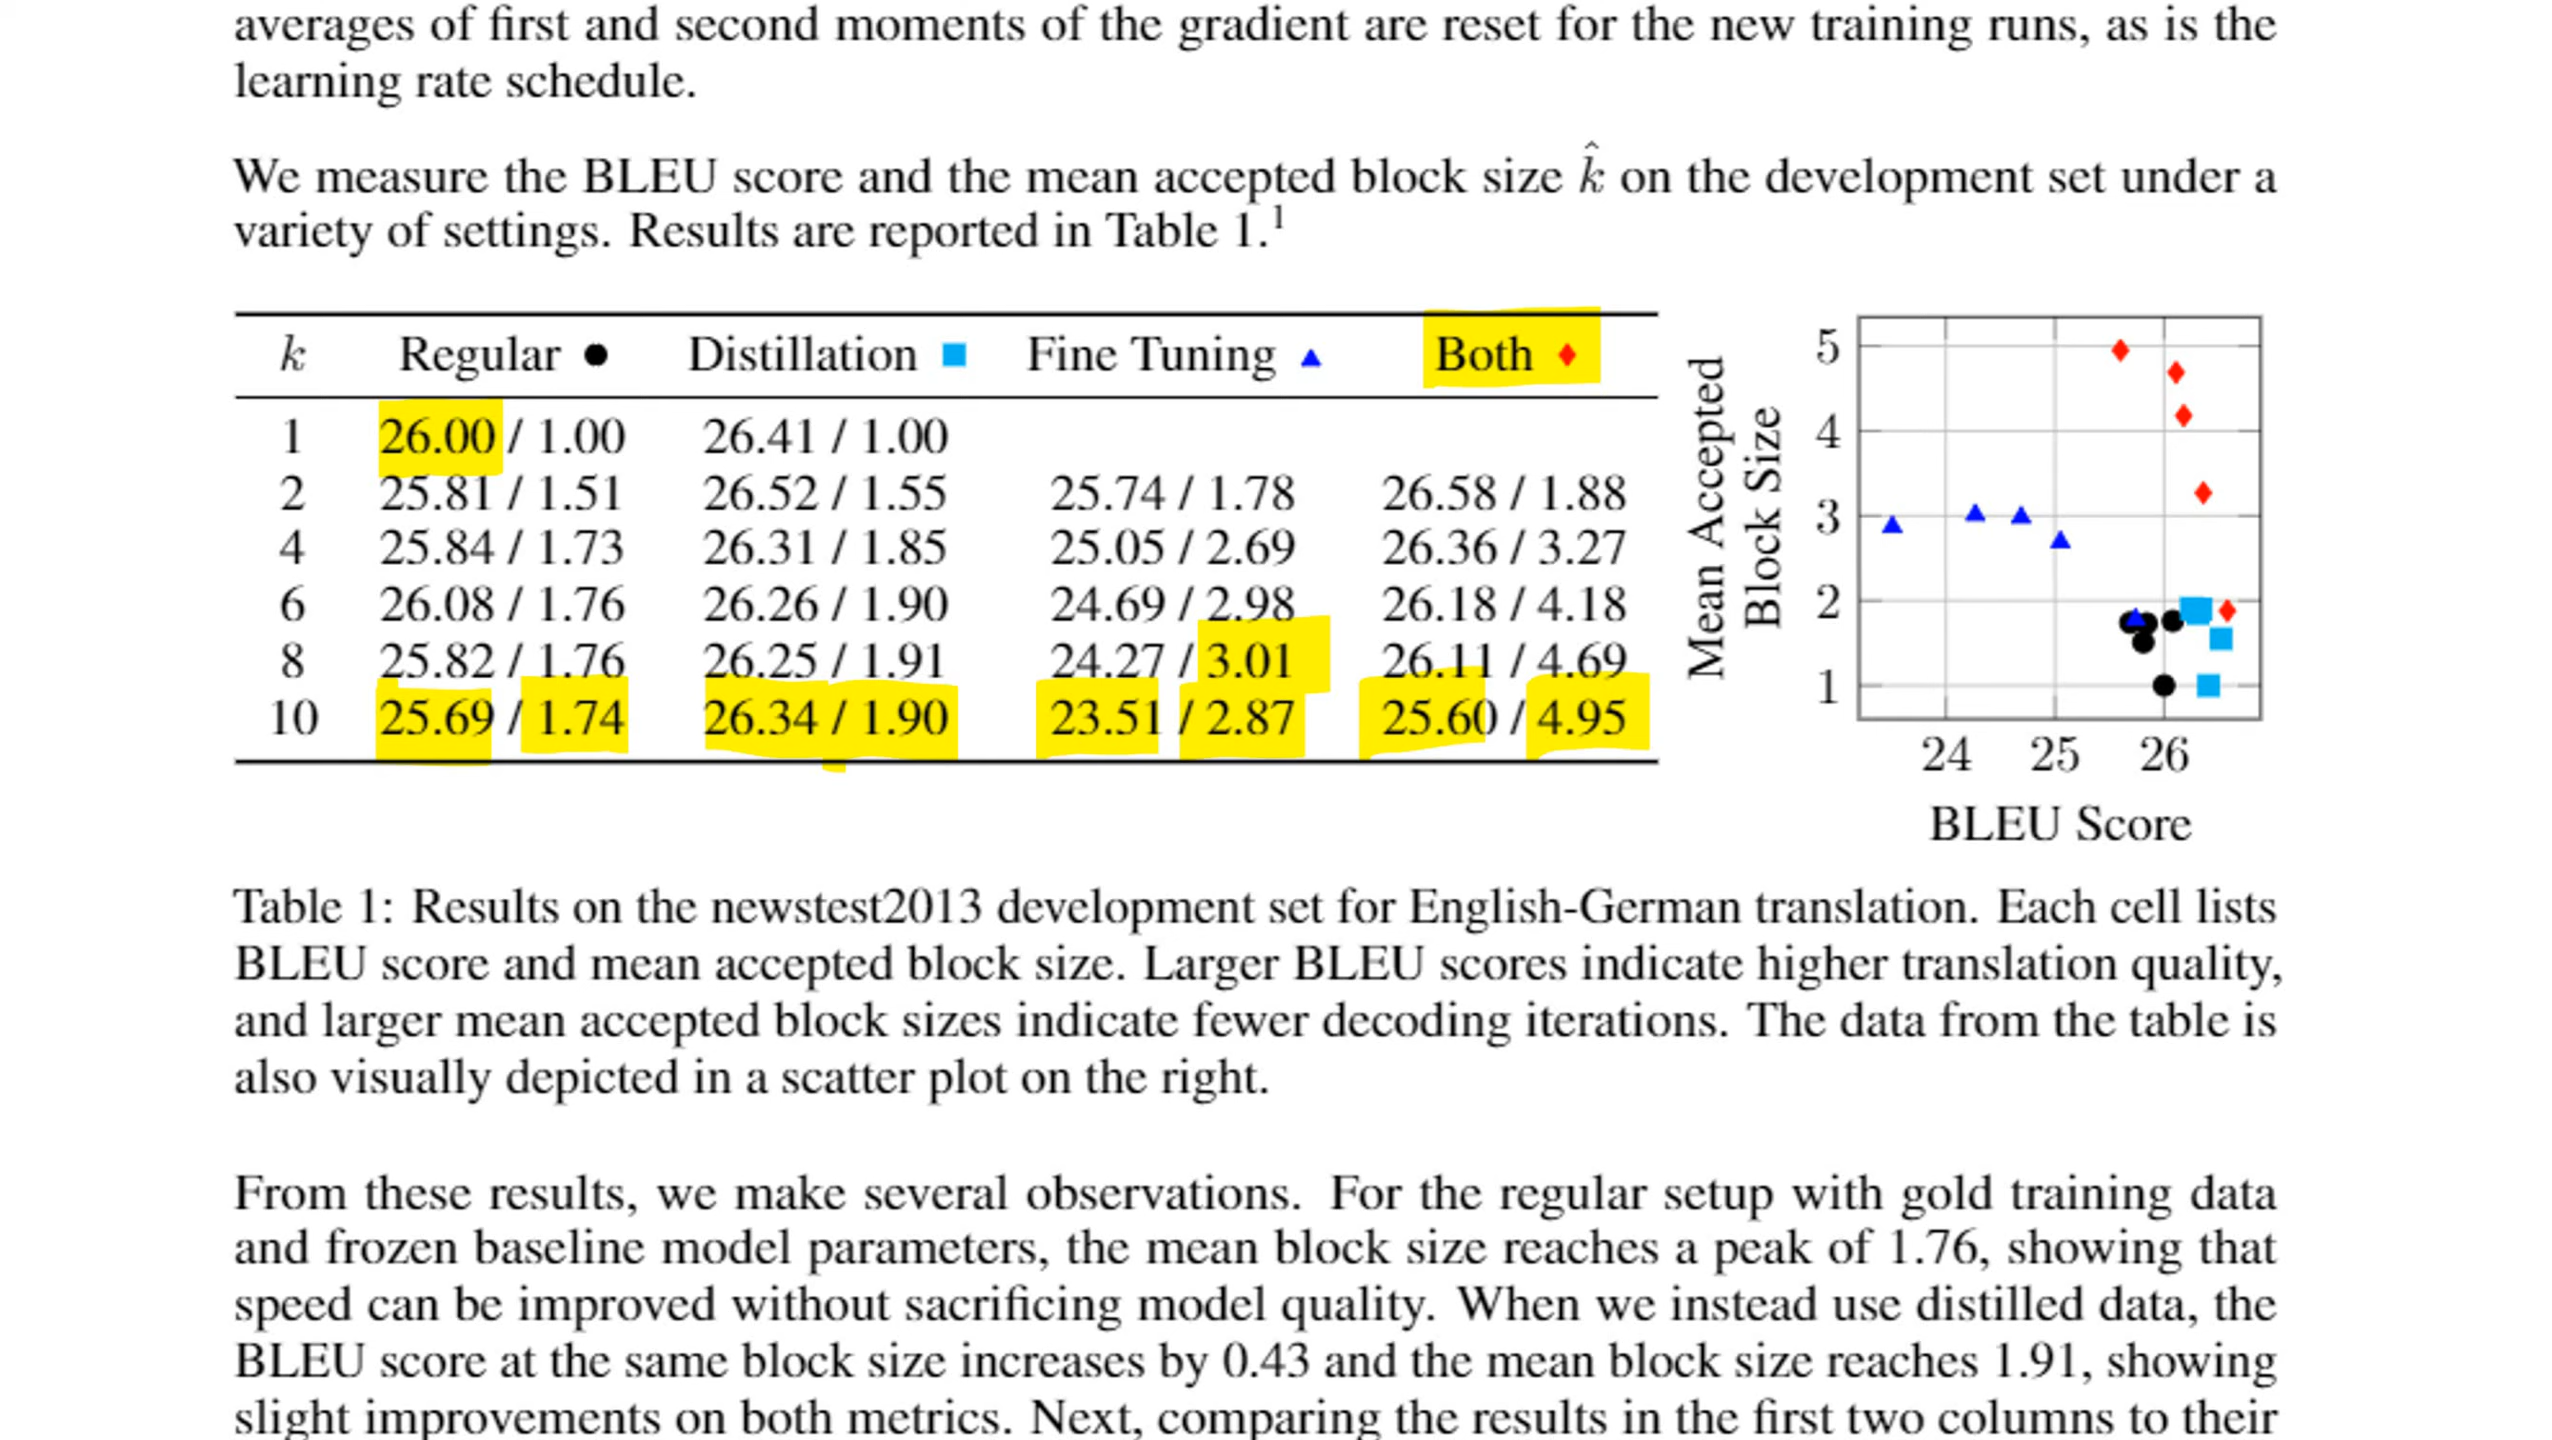 averages of first and second moments of the gradient are reset for the new training runs, as is the
learning rate schedule.
We measure the BLEU score and the mean accepted block size k̂ on the development set under a
variety of settings. Results are reported in Table 1.¹
k Regular Distillation Fine Tuning Both
1 26.00 / 1.00 26.41 / 1.00
2 25.81 / 1.51 26.52 / 1.55 25.74 / 1.78 26.58 / 1.88
4 25.84 / 1.73 26.31 / 1.85 25.05 / 2.69 26.36 / 3.27
6 26.08 / 1.76 26.26 / 1.90 24.69 / 2.98 26.18 / 4.18
8 25.82 / 1.76 26.25 / 1.91 24.27 / 3.01 26.11 / 4.69
10 25.69 / 1.74 26.34 / 1.90 23.51 / 2.87 25.60 / 4.95
Mean Accepted
Block Size
5
4
3
2
1
24 25 26
BLEU Score
Table 1: Results on the newstest2013 development set for English-German translation. Each cell lists
BLEU score and mean accepted block size. Larger BLEU scores indicate higher translation quality,
and larger mean accepted block sizes indicate fewer decoding iterations. The data from the table is
also visually depicted in a scatter plot on the right.
From these results, we make several observations. For the regular setup with gold training data
and frozen baseline model parameters, the mean block size reaches a peak of 1.76, showing that
speed can be improved without sacrificing model quality. When we instead use distilled data, the
BLEU score at the same block size increases by 0.43 and the mean block size reaches 1.91, showing
slight improvements on both metrics. Next, comparing the results in the first two columns to their